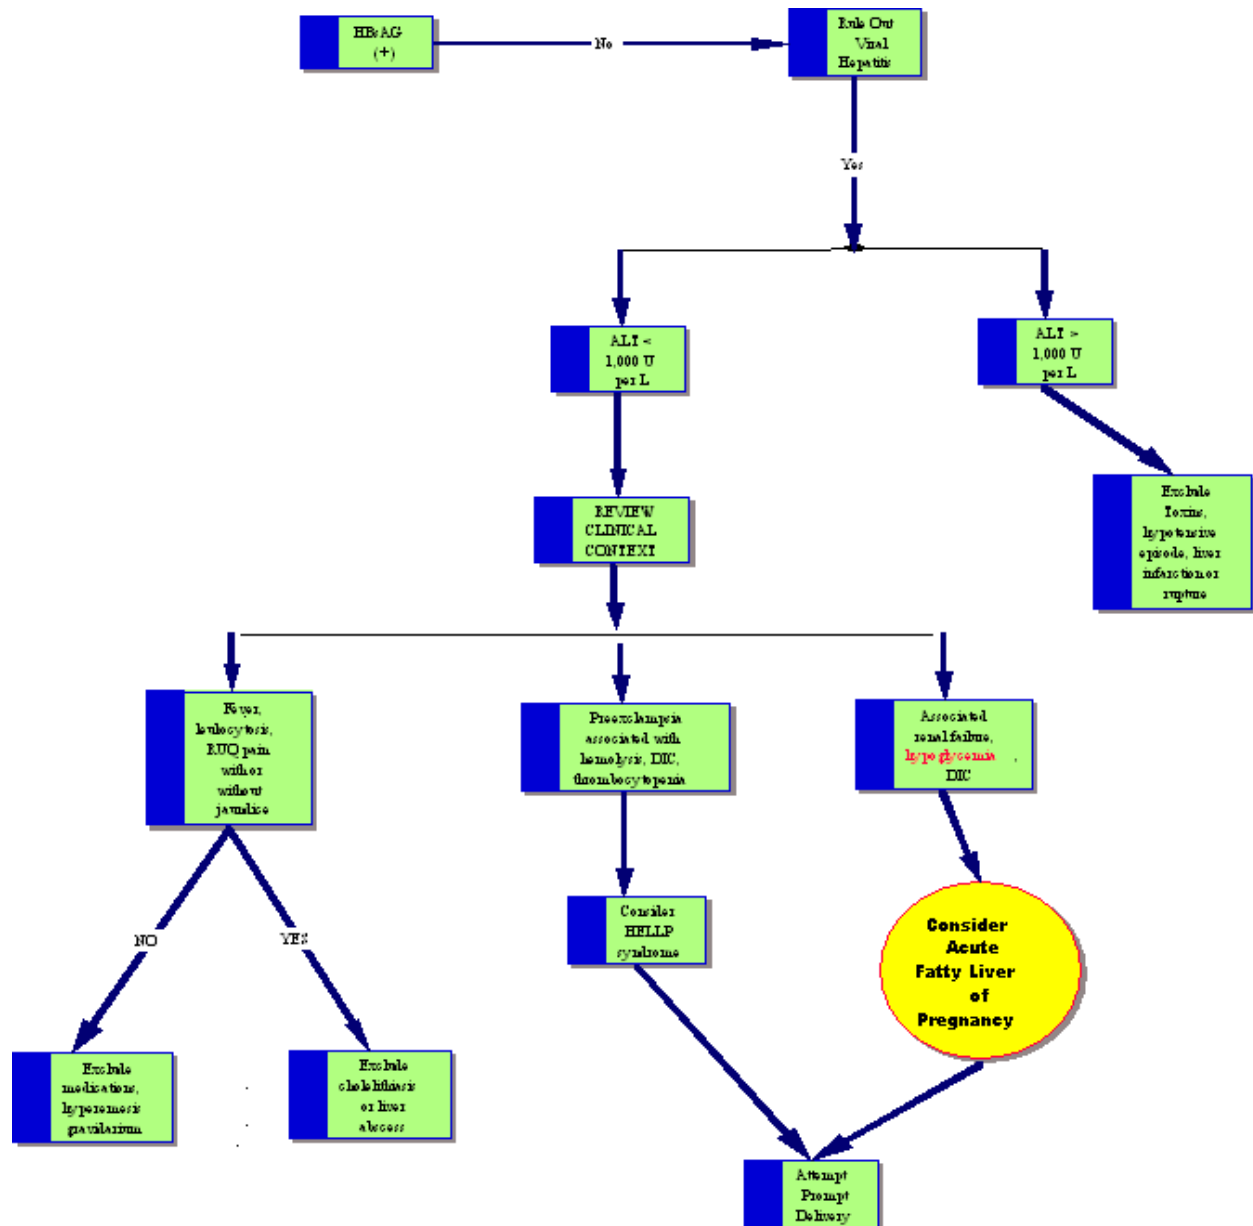 HBsAG
(+)
No
Rule Out
Viral
Hepatitis
Yes
ALT <
1,000 U
per L
ALT >
1,000 U
per L
REVIEW
CLINICAL
CONTEXT
Exclude
Toxins,
hypotensive
episode, liver
infarction or
rupture
Fever,
leukocytosis,
RUQ pain
with or
without
jaundice
Preexlampsia
associated with
hemolysis, DIC,
thrombocytopenia
Associated
renal failure,
hypoglycemia ,
DIC
NO
YES
Consider
HELLP
syndrome
Consider
Acute
Fatty Liver
of
Pregnancy
Exclude
medications,
hyperemesis
gravidarium
Exclude
cholelithiasis
or liver
abscess
Attempt
Prompt
Delivery